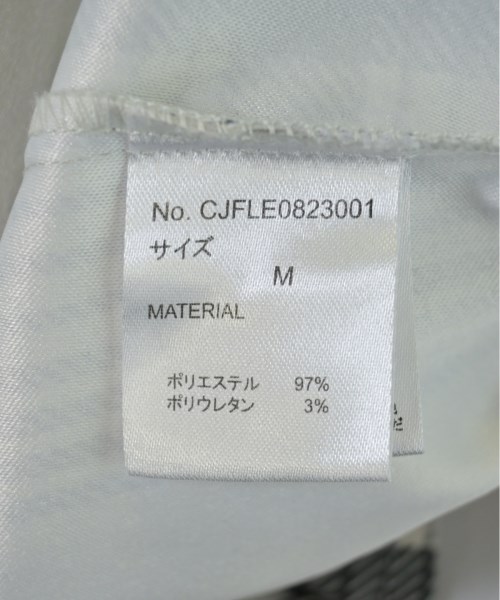 No. CJFLE0823001
サイズ
M
MATERIAL
ポリエステル 97%
ポリウレタン 3%